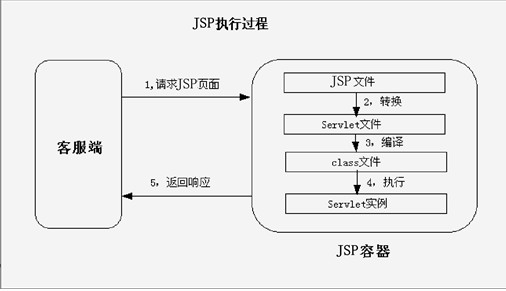 JSP执行过程
1,请求JSP页面
客服端
5，返回响应
JSP文件
2，转换
Servlet文件
3，编译
class文件
4，执行
Servlet实例
JSP容器